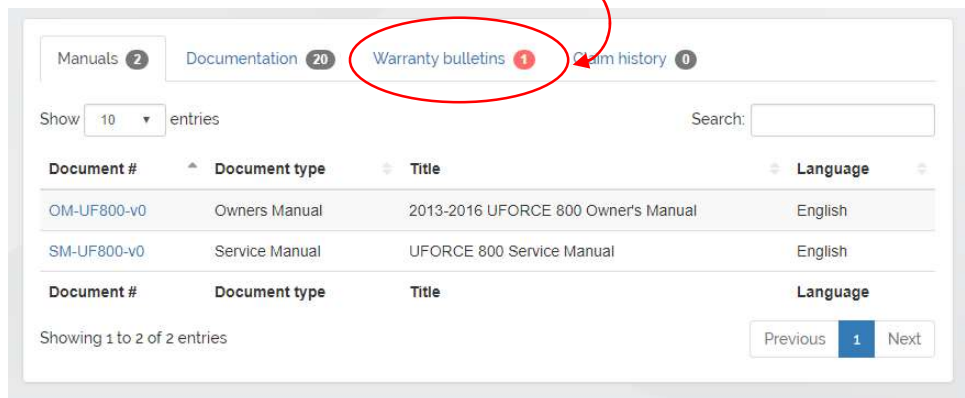 Manuals 2 Documentation 20 Warranty bulletins 1 Claim history 0
Show 10 entries Search:
Document # Document type Title Language
OM-UF800-v0 Owners Manual 2013-2016 UFORCE 800 Owner's Manual English
SM-UF800-v0 Service Manual UFORCE 800 Service Manual English
Document # Document type Title Language
Showing 1 to 2 of 2 entries Previous 1 Next